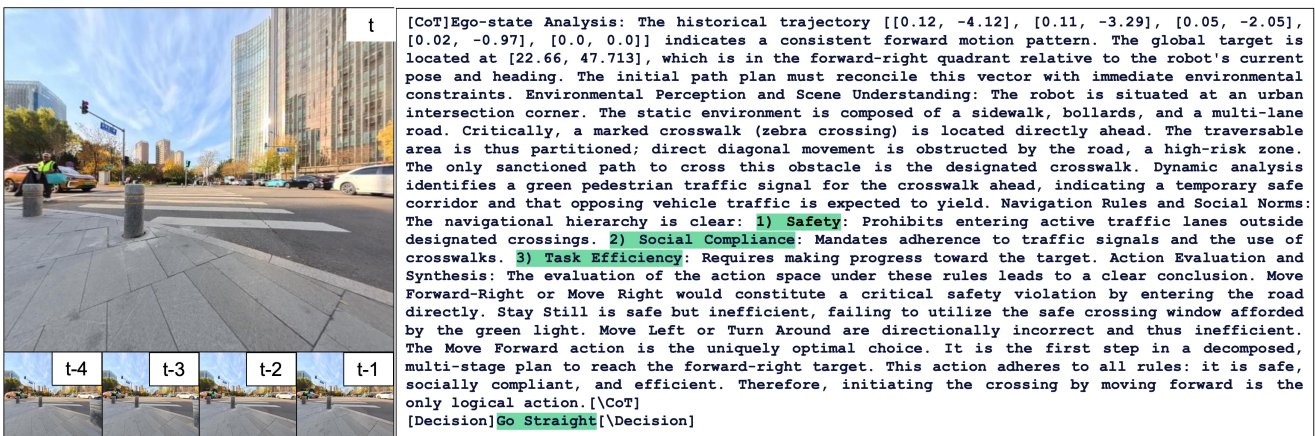 t
t-4
t-3
t-2
t-1
[CoT]Ego-state Analysis: The historical trajectory [[0.12, -4.12], [0.11, -3.29], [0.05, -2.05],
[0.02, -0.97], [0.0, 0.0]] indicates a consistent forward motion pattern. The global target is
located at [22.66, 47.713], which is in the forward-right quadrant relative to the robot's current
pose and heading. The initial path plan must reconcile this vector with immediate environmental
constraints. Environmental Perception and Scene Understanding: The robot is situated at an urban
intersection corner. The static environment is composed of a sidewalk, bollards, and a multi-lane
road. Critically, a marked crosswalk (zebra crossing) is located directly ahead. The traversable
area is thus partitioned; direct diagonal movement is obstructed by the road, a high-risk zone.
The only sanctioned path to cross this obstacle is the designated crosswalk. Dynamic analysis
identifies a green pedestrian traffic signal for the crosswalk ahead, indicating a temporary safe
corridor and that opposing vehicle traffic is expected to yield. Navigation Rules and Social Norms:
The navigational hierarchy is clear: 1) Safety: Prohibits entering active traffic lanes outside
designated crossings. 2) Social Compliance: Mandates adherence to traffic signals and the use of
crosswalks. 3) Task Efficiency: Requires making progress toward the target. Action Evaluation and
Synthesis: The evaluation of the action space under these rules leads to a clear conclusion. Move
Forward-Right or Move Right would constitute a critical safety violation by entering the road
directly. Stay Still is safe but inefficient, failing to utilize the safe crossing window afforded
by the green light. Move Left or Turn Around are directionally incorrect and thus inefficient.
The Move Forward action is the uniquely optimal choice. It is the first step in a decomposed,
multi-stage plan to reach the forward-right target. This action adheres to all rules: it is safe,
socially compliant, and efficient. Therefore, initiating the crossing by moving forward is the
only logical action.[\CoT]
[Decision]Go Straight[\Decision]